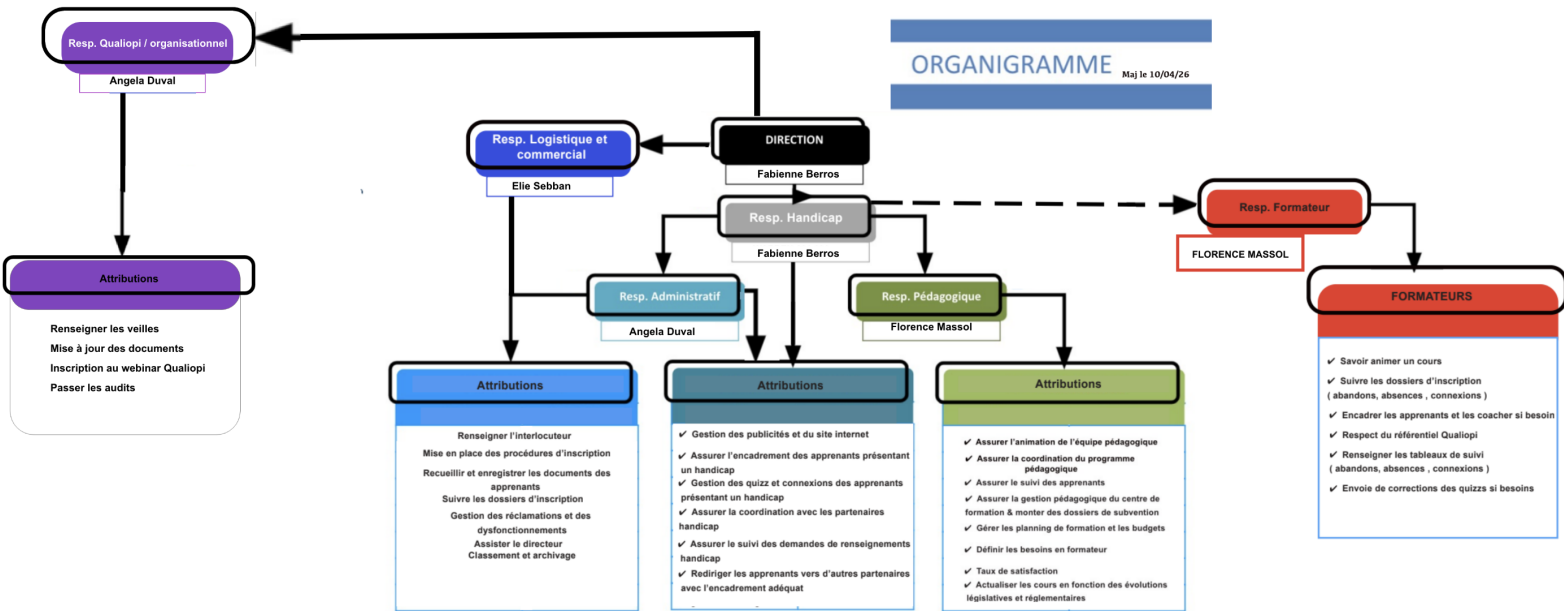 ORGANIGRAMME Maj le 10/04/26
Resp. Qualiopi / organisationnel
Angela Duval
DIRECTION
Fabienne Berros
Resp. Logistique et
commercial
Elie Sebban
Resp. Handicap
Fabienne Berros
Resp. Formateur
FLORENCE MASSOL
Resp. Administratif
Angela Duval
Resp. Pédagogique
Florence Massol
Attributions
Renseigner les veilles
Mise à jour des documents
Inscription au webinar Qualiopi
Passer les audits
Attributions
Renseigner l'interlocuteur
Mise en place des procédures d'inscription
Recueillir et enregistrer les documents des
apprenants
Suivre les dossiers d'inscription
Gestion des réclamations et des
dysfonctionnements
Assister le directeur
Classement et archivage
Attributions
✔ Gestion des publicités et du site internet
✔ Assurer l'encadrement des apprenants présentant
un handicap
✔ Gestion des quizz et connexions des apprenants
présentant un handicap
✔ Assurer la coordination avec les partenaires
handicap
✔ Assurer le suivi des demandes de renseignements
handicap
✔ Rediriger les apprenants vers d'autres partenaires
avec l'encadrement adéquat
Attributions
✔ Assurer l'animation de l'équipe pédagogique
✔ Assurer la coordination du programme
pédagogique
✔ Assurer le suivi des apprenants
✔ Assurer la gestion pédagogique du centre de
formation & monter des dossiers de subvention
✔ Gérer les planning de formation et les budgets
✔ Définir les besoins en formateur
✔ Taux de satisfaction
✔ Actualiser les cours en fonction des évolutions
législatives et réglementaires
FORMATEURS
✔ Savoir animer un cours
✔ Suivre les dossiers d'inscription
( abandons, absences , connexions )
✔ Encadrer les apprenants et les coacher si besoin
✔ Respect du référentiel Qualiopi
✔ Renseigner les tableaux de suivi
( abandons, absences , connexions )
✔ Envoie de corrections des quizzs si besoins